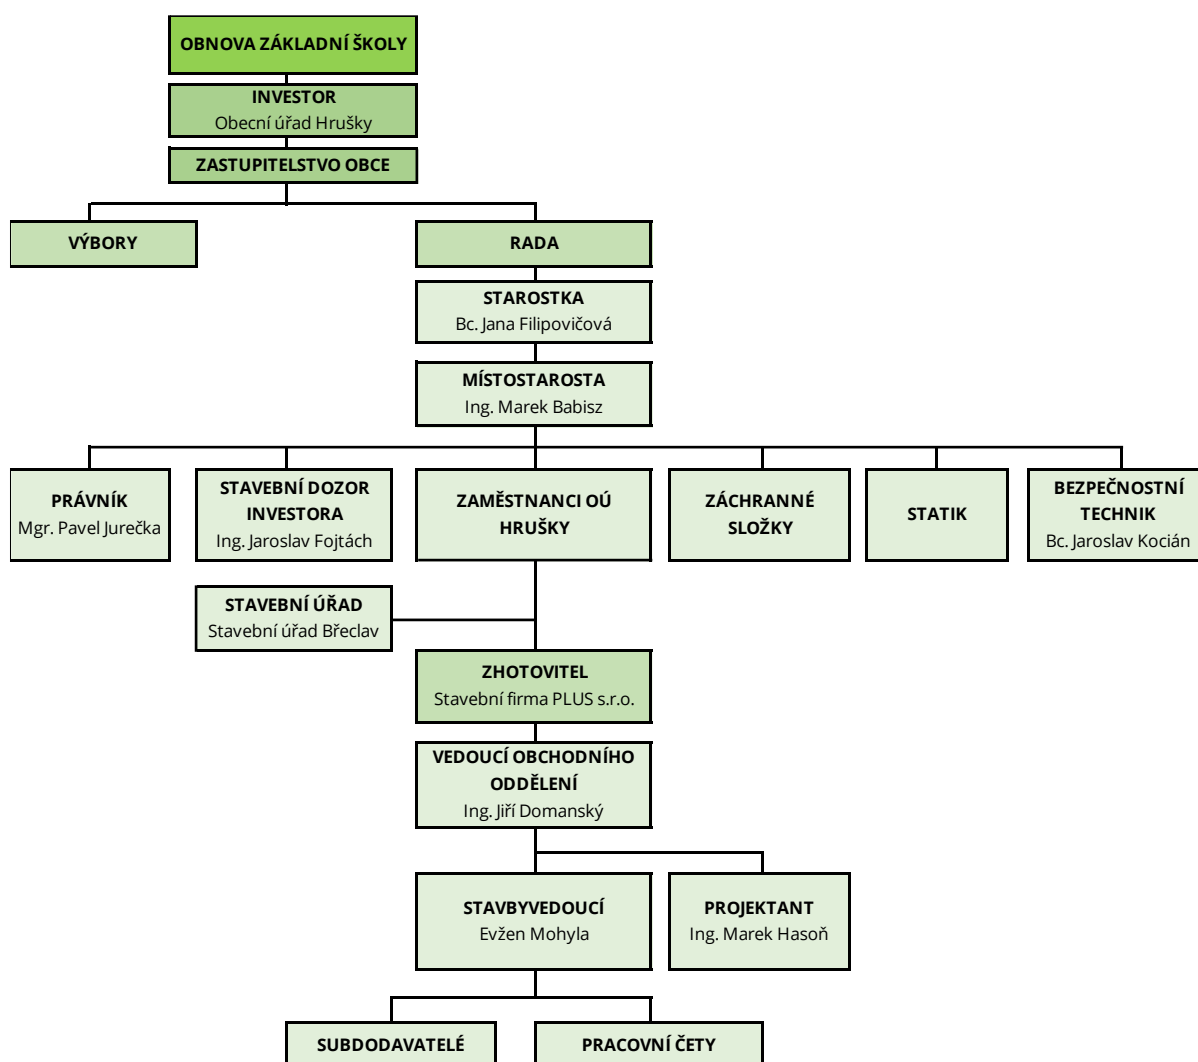 OBNOVA ZÁKLADNÍ ŠKOLY
INVESTOR
Obecní úřad Hrušky
ZASTUPITELSTVO OBCE
VÝBORY
RADA
STAROSTKA
Bc. Jana Filipovičová
MÍSTOSTAROSTA
Ing. Marek Babisz
PRÁVNÍK
Mgr. Pavel Jurečka
STAVEBNÍ DOZOR
INVESTORA
Ing. Jaroslav Fojtách
ZAMĚSTNANCI OÚ
HRUŠKY
ZÁCHRANNÉ
SLOŽKY
STATIK
BEZPEČNOSTNÍ
TECHNIK
Bc. Jaroslav Kocián
STAVEBNÍ ÚŘAD
Stavební úřad Břeclav
ZHOTOVITEL
Stavební firma PLUS s.r.o.
VEDOUCÍ OBCHODNÍHO
ODDĚLENÍ
Ing. Jiří Domanský
STAVBYVEDOUCÍ
Evžen Mohyla
PROJEKTANT
Ing. Marek Hasoň
SUBDODAVATELÉ
PRACOVNÍ ČETY